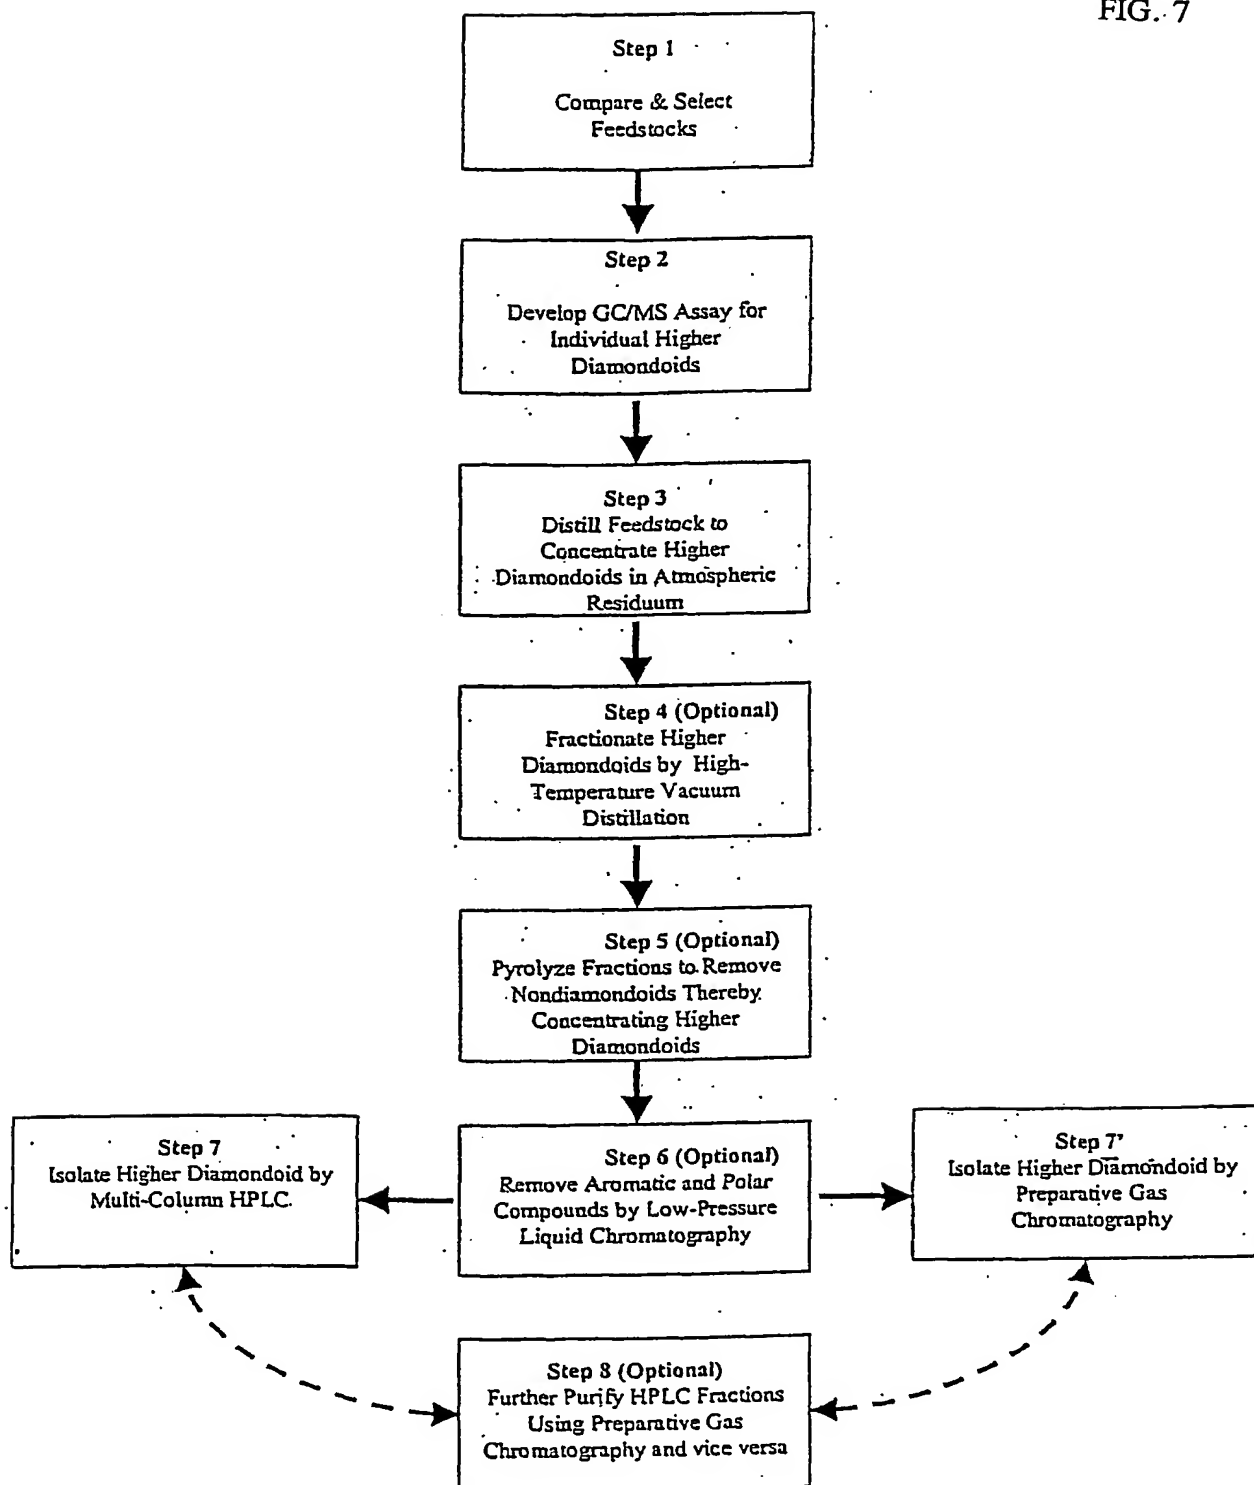 FIG. 7
Step 1
Compare & Select
Feedstocks
Step 2
Develop GC/MS Assay for
Individual Higher
Diamondoids
Step 3
Distill Feedstock to
Concentrate Higher
Diamondoids in Atmospheric
Residuum
Step 4 (Optional)
Fractionate Higher
Diamondoids by High-
Temperature Vacuum
Distillation
Step 5 (Optional)
Pyrolyze Fractions to Remove
Nondiamondoids Thereby
Concentrating Higher
Diamondoids
Step 6 (Optional)
Remove Aromatic and Polar
Compounds by Low-Pressure
Liquid Chromatography
Step 7
Isolate Higher Diamondoid by
Multi-Column HPLC.
Step 7'
Isolate Higher Diamondoid by
Preparative Gas
Chromatography
Step 8 (Optional)
Further Purify HPLC Fractions
Using Preparative Gas
Chromatography and vice versa